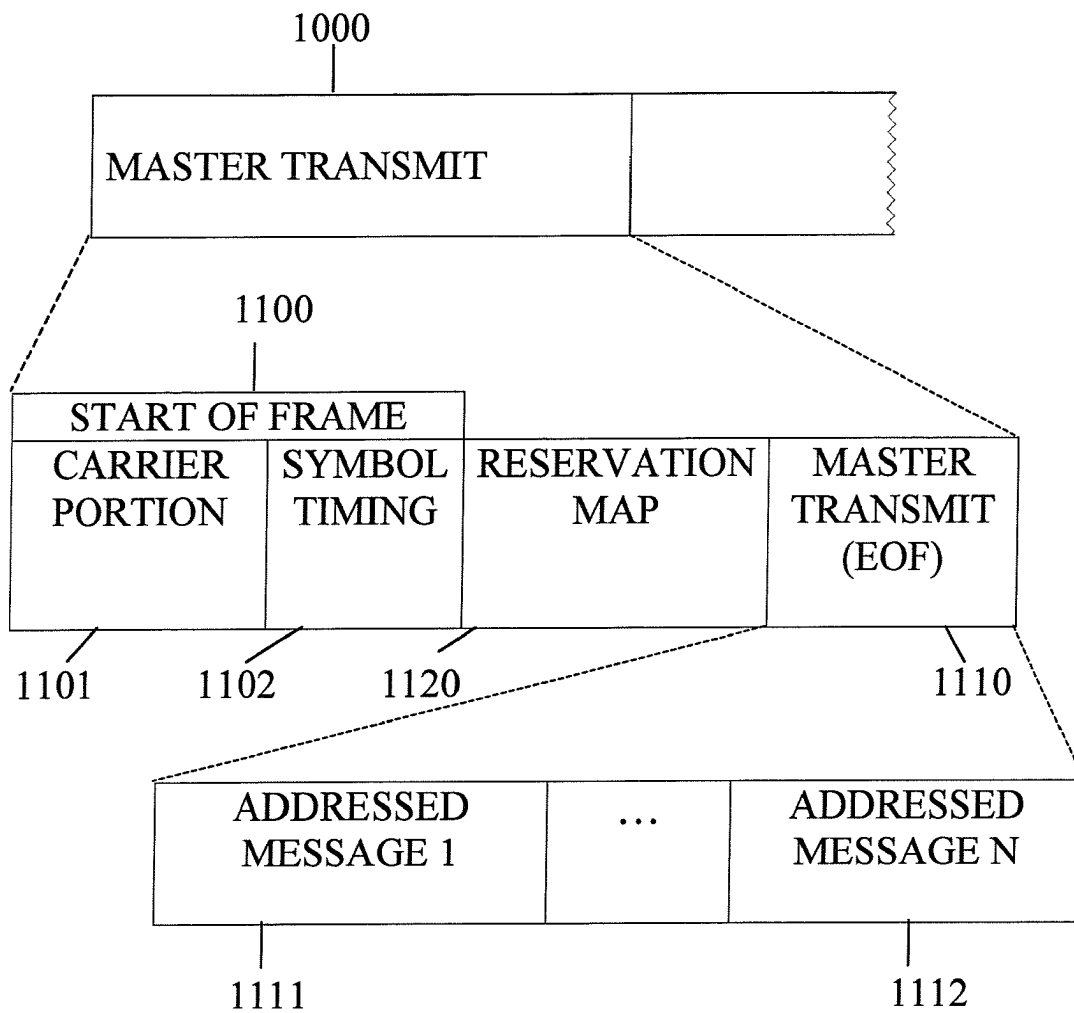 1000
MASTER TRANSMIT
1100
START OF FRAME
CARRIER PORTION
SYMBOL TIMING
RESERVATION MAP
MASTER TRANSMIT (EOF)
1101
1102
1120
1110
ADDRESSED MESSAGE 1
...
ADDRESSED MESSAGE N
1111
1112